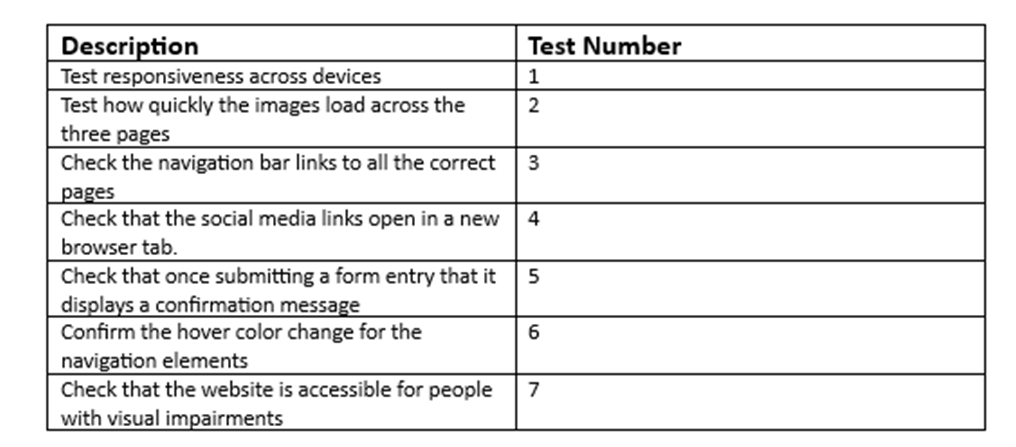 Description Test Number
Test responsiveness across devices 1
Test how quickly the images load across the 2
three pages
Check the navigation bar links to all the correct 3
pages
Check that the social media links open in a new 4
browser tab.
Check that once submitting a form entry that it 5
displays a confirmation message
Confirm the hover color change for the 6
navigation elements
Check that the website is accessible for people 7
with visual impairments